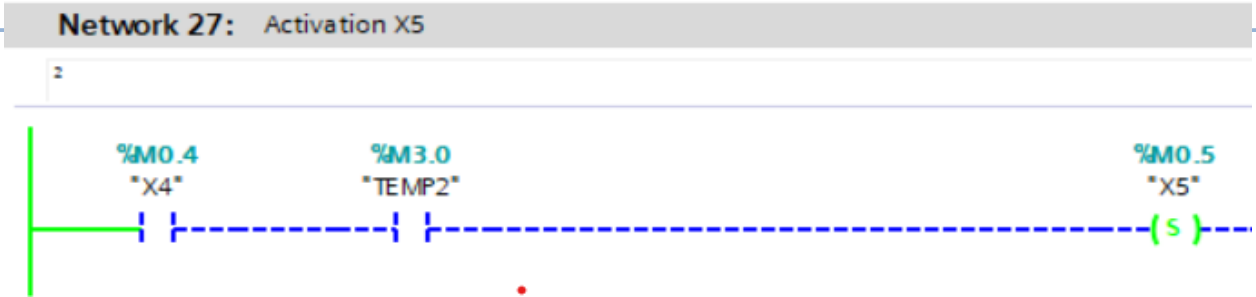 Network 27: Activation X5
2
%M0.4 %M3.0 %M0.5
"X4" "TEMP2" "X5"
S